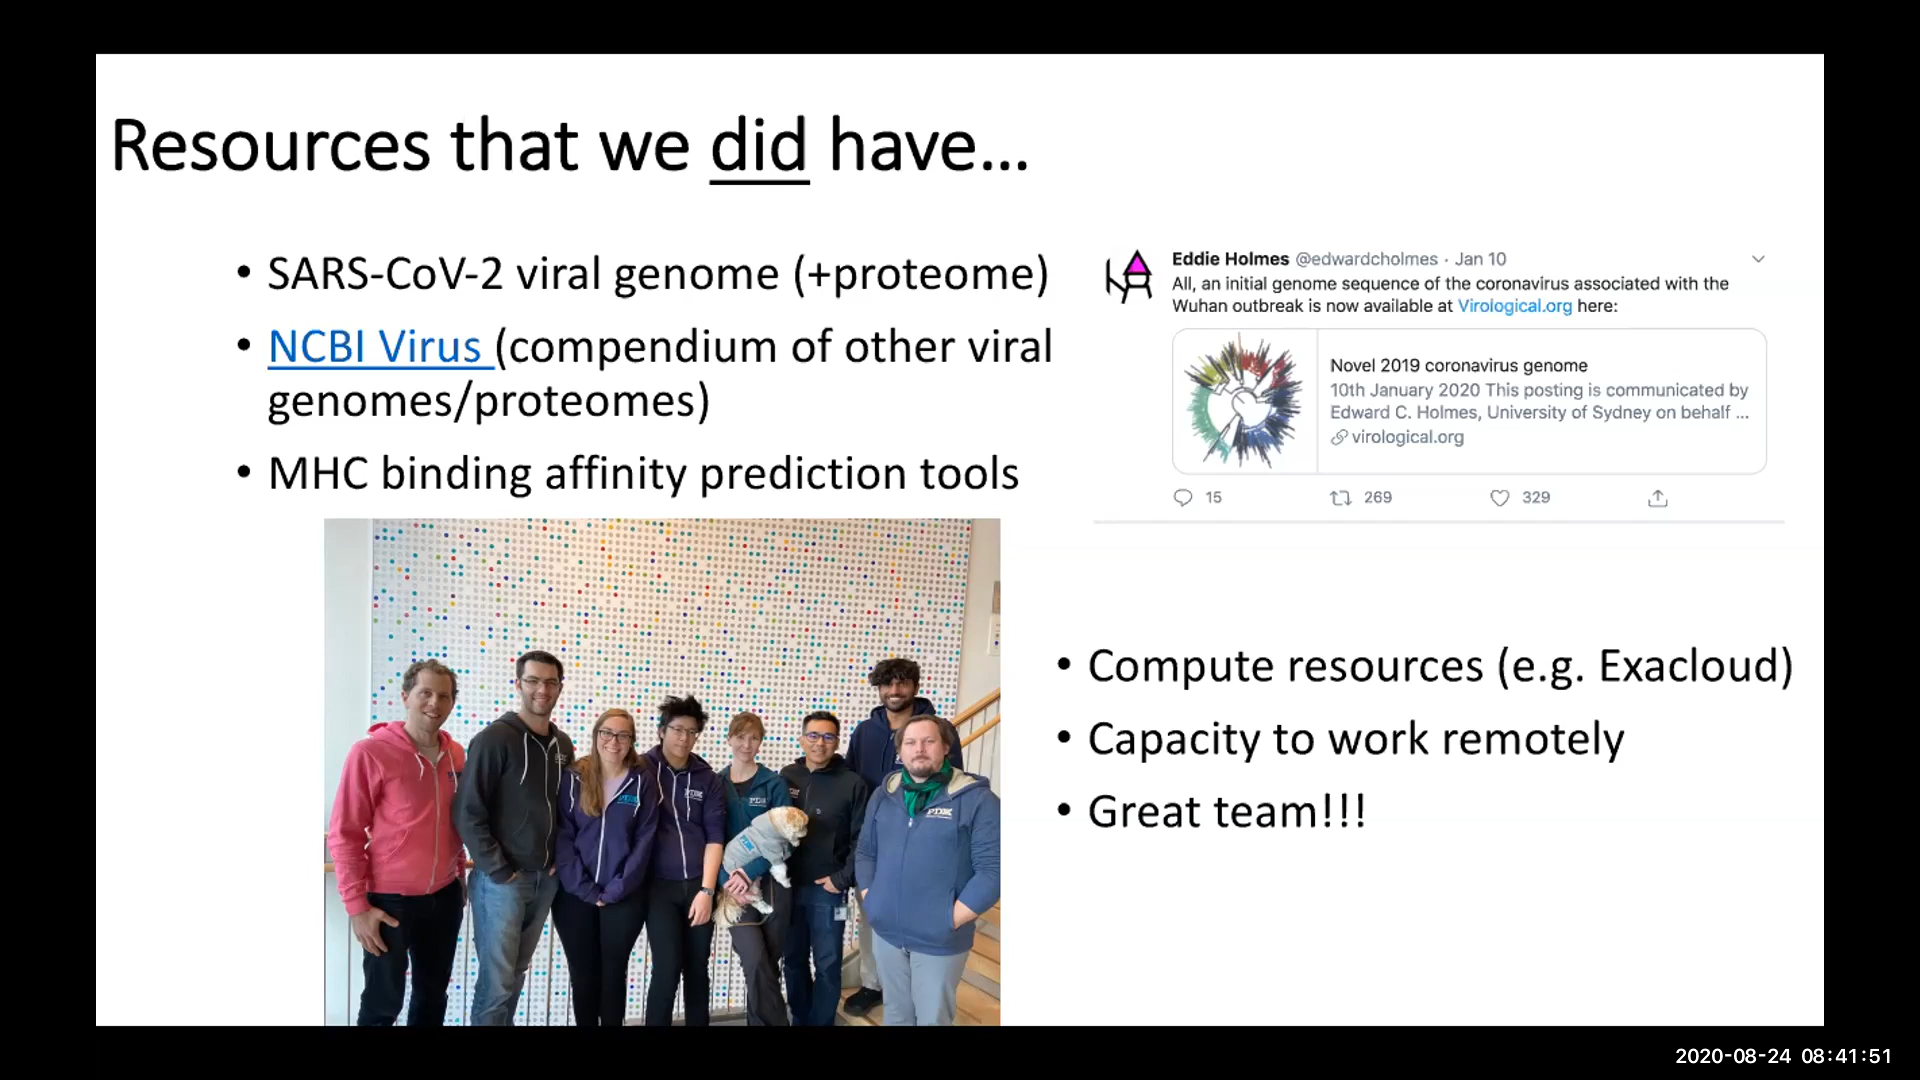 Resources that we did have...
• SARS-CoV-2 viral genome (+proteome)
• NCBI Virus (compendium of other viral
genomes/proteomes)
• MHC binding affinity prediction tools
Eddie Holmes @edwardcholmes · Jan 10
All, an initial genome sequence of the coronavirus associated with the
Wuhan outbreak is now available at Virological.org here:
Novel 2019 coronavirus genome
10th January 2020 This posting is communicated by
Edward C. Holmes, University of Sydney on behalf ...
virological.org
15 269 329
• Compute resources (e.g. Exacloud)
• Capacity to work remotely
• Great team!!!
2020-08-24 08:41:51